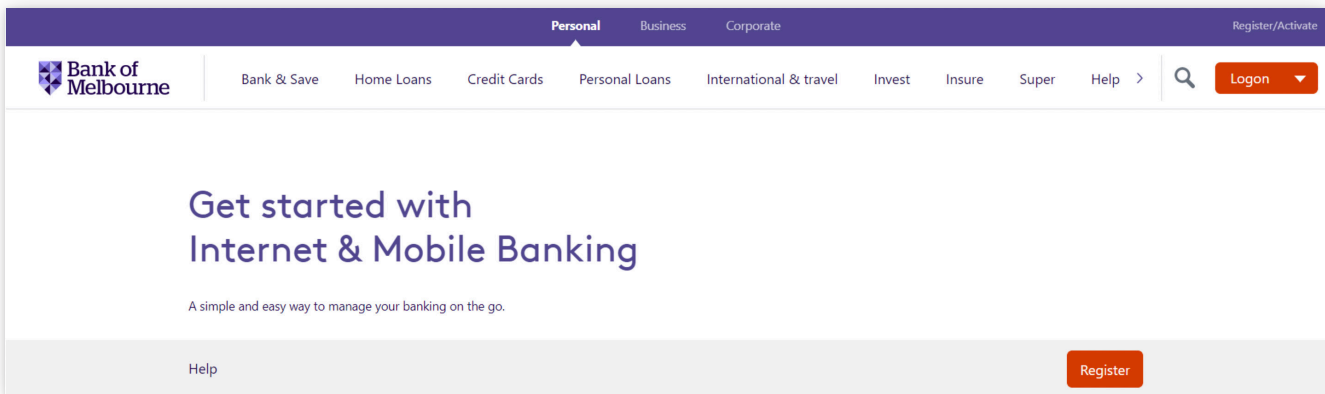 Personal Business Corporate Register/Activate
Bank of
Melbourne
Bank & Save Home Loans Credit Cards Personal Loans International & travel Invest Insure Super Help Logon
Get started with
Internet & Mobile Banking
A simple and easy way to manage your banking on the go.
Help Register